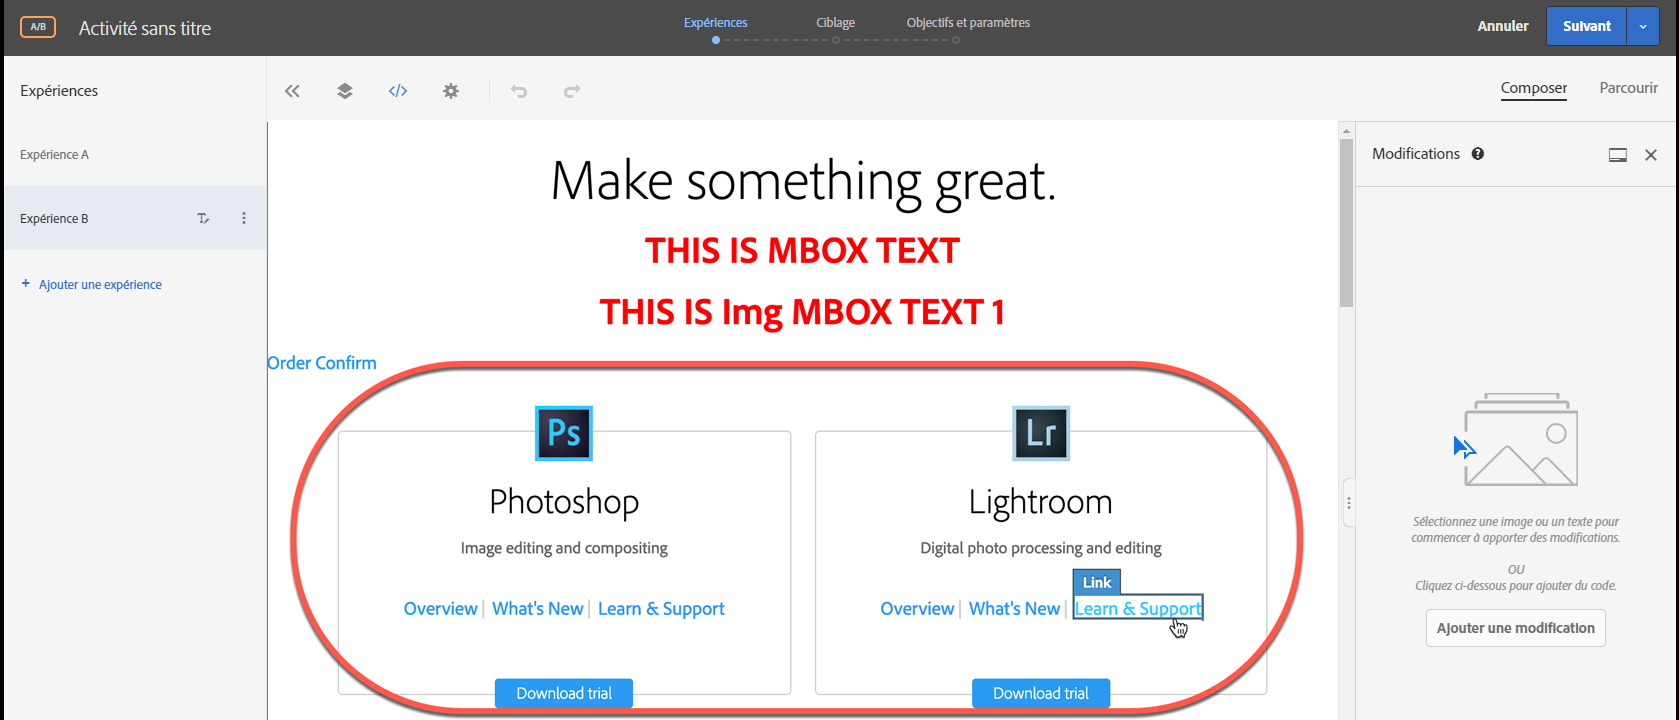 A/B
Activité sans titre
Expériences
Ciblage
Objectifs et paramètres
Annuler
Suivant
Expériences
Expérience A
Expérience B
+ Ajouter une expérience
</>
Composer
Parcourir
Make something great.
THIS IS MBOX TEXT
THIS IS Img MBOX TEXT 1
Order Confirm
Ps
Photoshop
Image editing and compositing
Overview | What's New | Learn & Support
Download trial
Lr
Lightroom
Digital photo processing and editing
Link
Overview | What's New | Learn & Support
Download trial
Modifications ?
Sélectionnez une image ou un texte pour
commencer à apporter des modifications.
OU
Cliquez ci-dessous pour ajouter du code.
Ajouter une modification